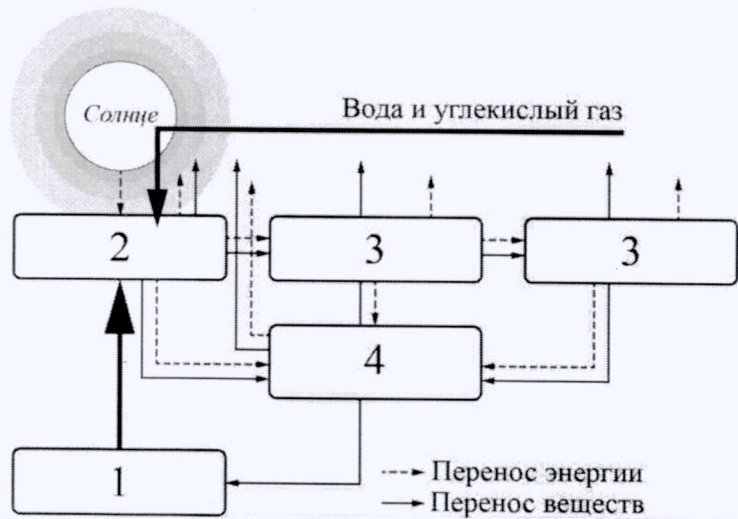 Солнце
Вода и углекислый газ
2
3
3
4
1
Перенос энергии
Перенос веществ